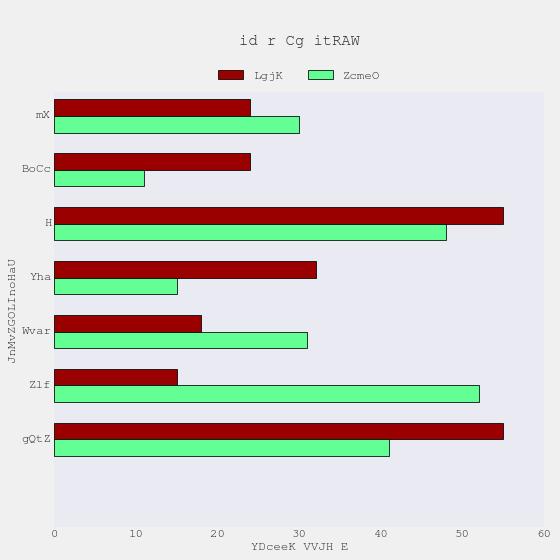 id r Cg itRAW
LgjK
ZcmeO
mX
BoCc
H
Yha
Wvar
Zlf
gQtZ
JnMvZGOLInoHaU
0 10 20 30 40 50 60
YDceeK VVJH E